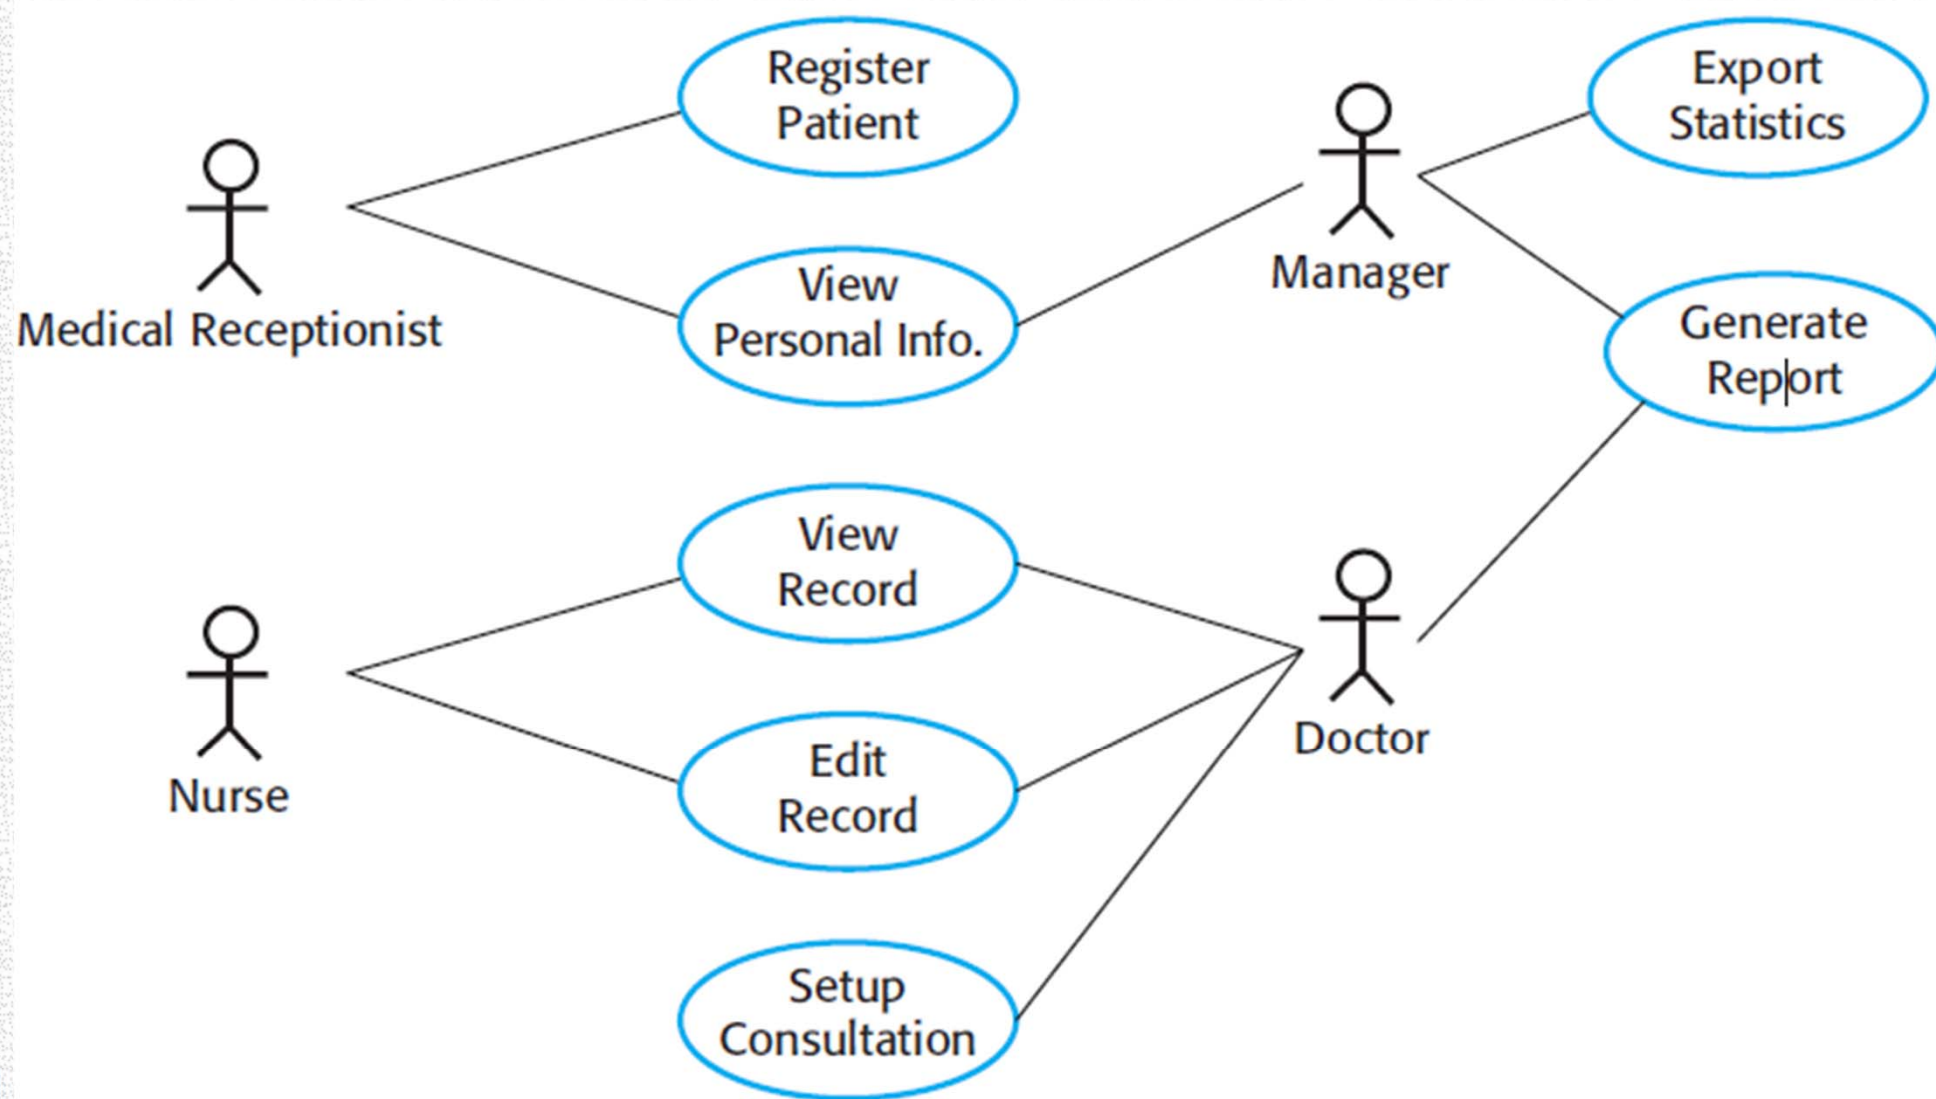 Register
Patient
Export
Statistics
Medical Receptionist
View
Personal Info.
Manager
Generate
Report
View
Record
Nurse
Edit
Record
Doctor
Setup
Consultation